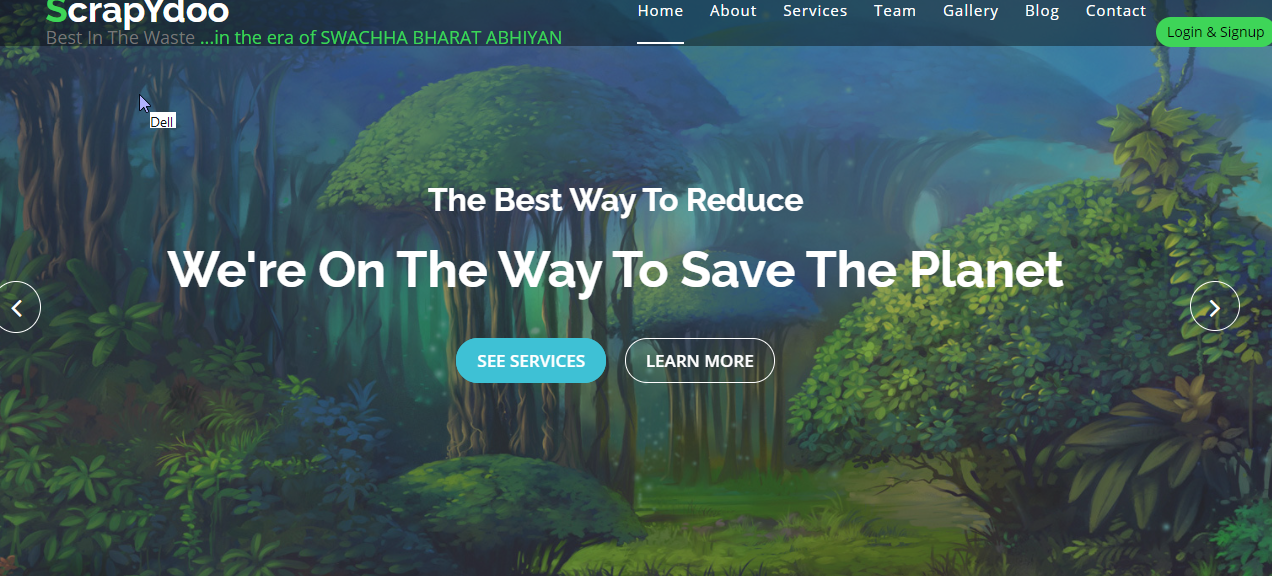 ScrapYdoo
Home About Services Team Gallery Blog Contact
Best In The Waste ...in the era of SWACHHA BHARAT ABHIYAN
Login & Signup
Dell
The Best Way To Reduce
We're On The Way To Save The Planet
SEE SERVICES LEARN MORE